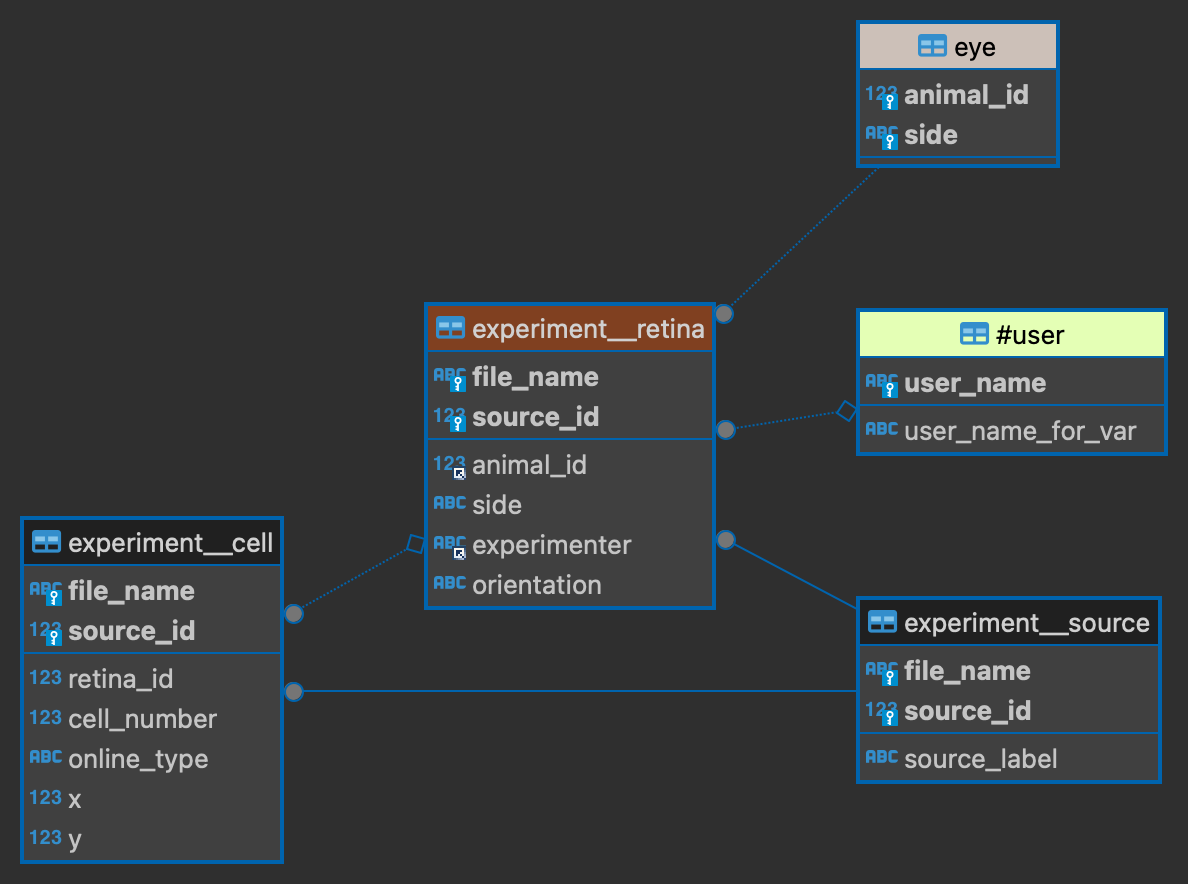 eye
123 animal_id
ABC side
experiment__retina
ABC file_name
123 source_id
123 animal_id
ABC side
ABC experimenter
ABC orientation
#user
ABC user_name
ABC user_name_for_var
experiment__cell
ABC file_name
123 source_id
123 retina_id
123 cell_number
ABC online_type
123 x
123 y
experiment__source
ABC file_name
123 source_id
ABC source_label